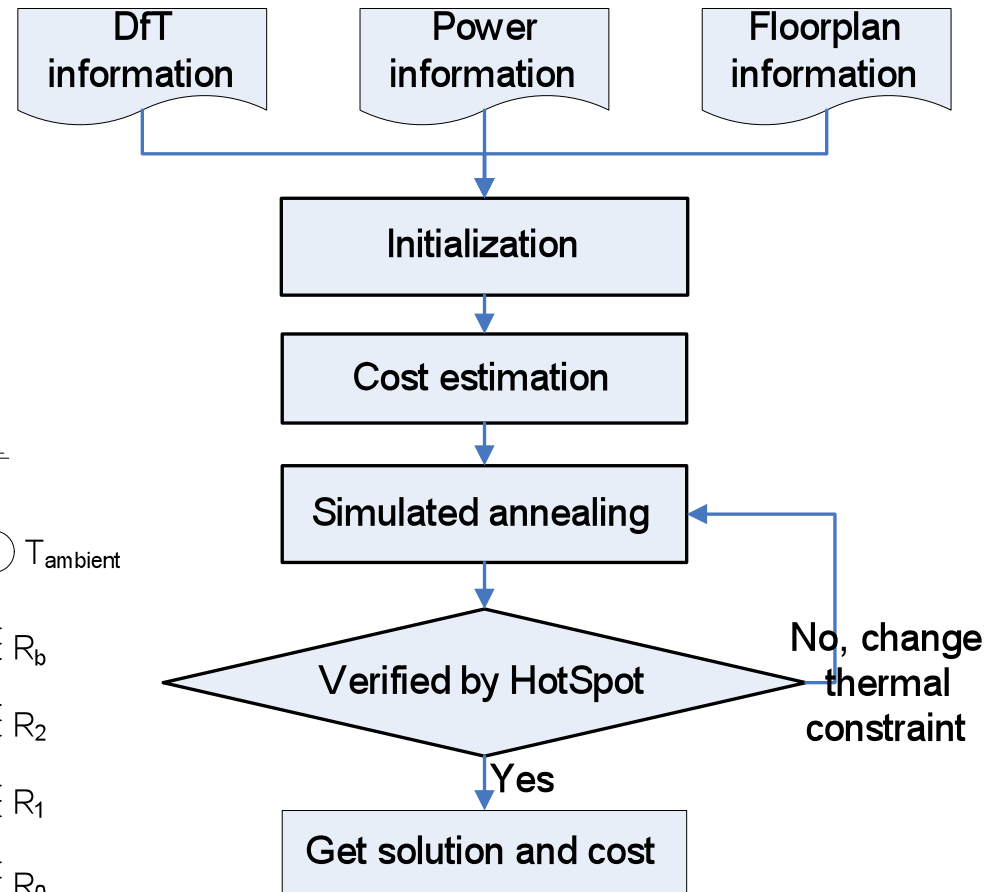 DfT
information
Power
information
Floorplan
information
Initialization
Cost estimation
Simulated annealing
Verified by HotSpot
No, change
thermal
constraint
Yes
Get solution and cost
Tambient
Rb
R2
R1
R0